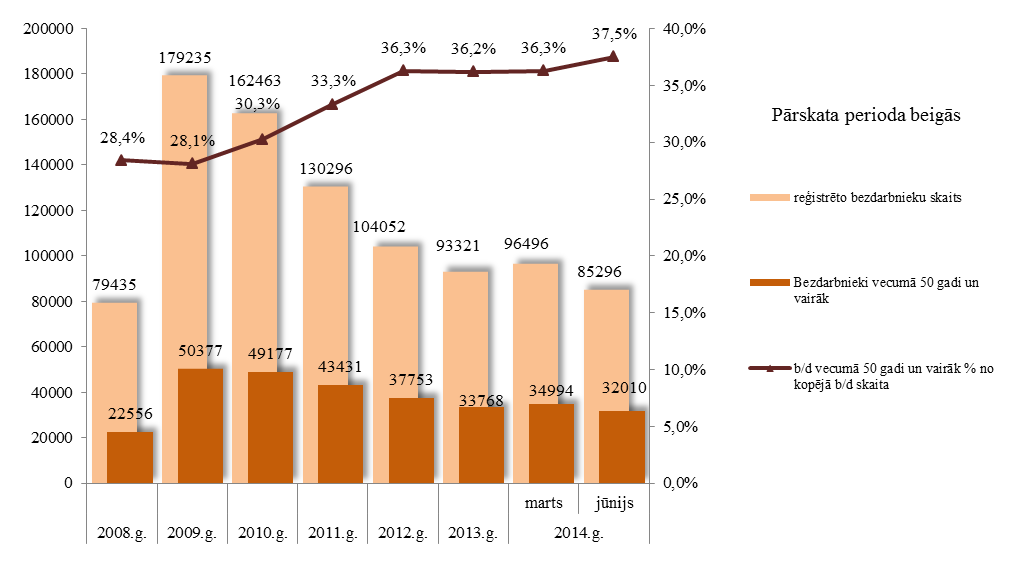 200000
180000
160000
140000
120000
100000
80000
60000
40000
20000
0
40,0%
35,0%
30,0%
25,0%
20,0%
15,0%
10,0%
5,0%
0,0%
28,4%
28,1%
30,3%
33,3%
36,3%
36,2%
36,3%
37,5%
79435
179235
162463
130296
104052
93321
96496
85296
22556
50377
49177
43431
37753
33768
34994
32010
marts
jūnijs
2008.g.
2009.g.
2010.g.
2011.g.
2012.g.
2013.g.
2014.g.
Pārskata perioda beigās
reģistrēto bezdarbnieku skaits
Bezdarbnieki vecumā 50 gadi un
vairāk
b/d vecumā 50 gadi un vairāk % no
kopējā b/d skaita